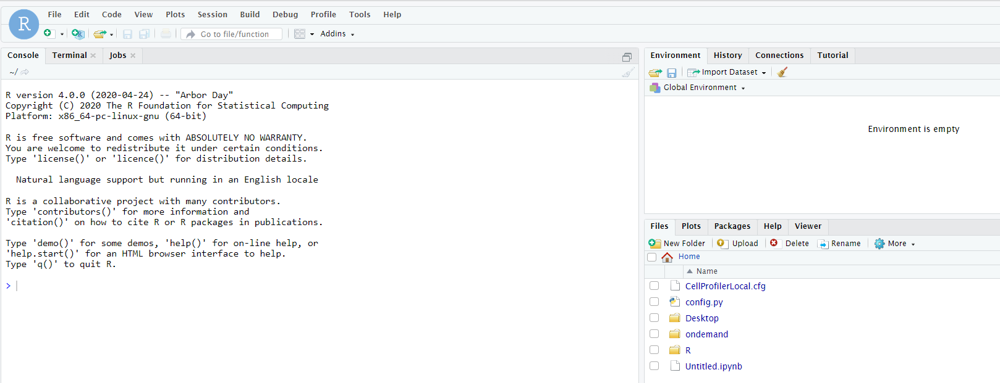 R
File Edit Code View Plots Session Build Debug Profile Tools Help
R Go to file/function Addins
Console Terminal Jobs
~/
R version 4.0.0 (2020-04-24) -- "Arbor Day"
Copyright (C) 2020 The R Foundation for Statistical Computing
Platform: x86_64-pc-linux-gnu (64-bit)
R is free software and comes with ABSOLUTELY NO WARRANTY.
You are welcome to redistribute it under certain conditions.
Type 'license()' or 'licence()' for distribution details.
Natural language support but running in an English locale
R is a collaborative project with many contributors.
Type 'contributors()' for more information and
'citation()' on how to cite R or R packages in publications.
Type 'demo()' for some demos, 'help()' for on-line help, or
'help.start()' for an HTML browser interface to help.
Type 'q()' to quit R.
>
Environment History Connections Tutorial
Import Dataset
Global Environment
Environment is empty
Files Plots Packages Help Viewer
New Folder Upload Delete Rename More
Home
Name
CellProfilerLocal.cfg
config.py
Desktop
ondemand
R
Untitled.ipynb